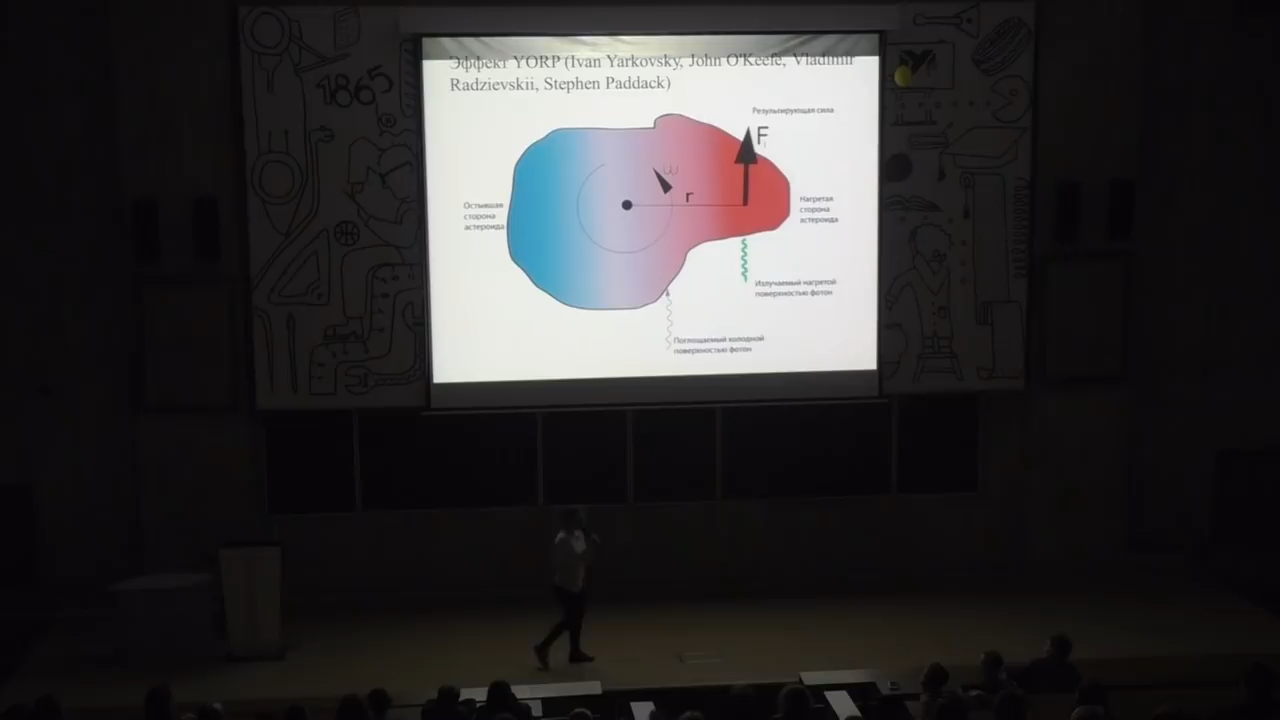 Эффект YORP (Ivan Yarkovsky, John O'Keefe, Vladimir
Radzievskii, Stephen Paddack)
1865
Результирующая сила
F
ω
r
Остывшая
сторона
астероида
Нагретая
сторона
астероида
Излучаемый нагретой
поверхностью фотон
Поглощаемый холодной
поверхностью фотон